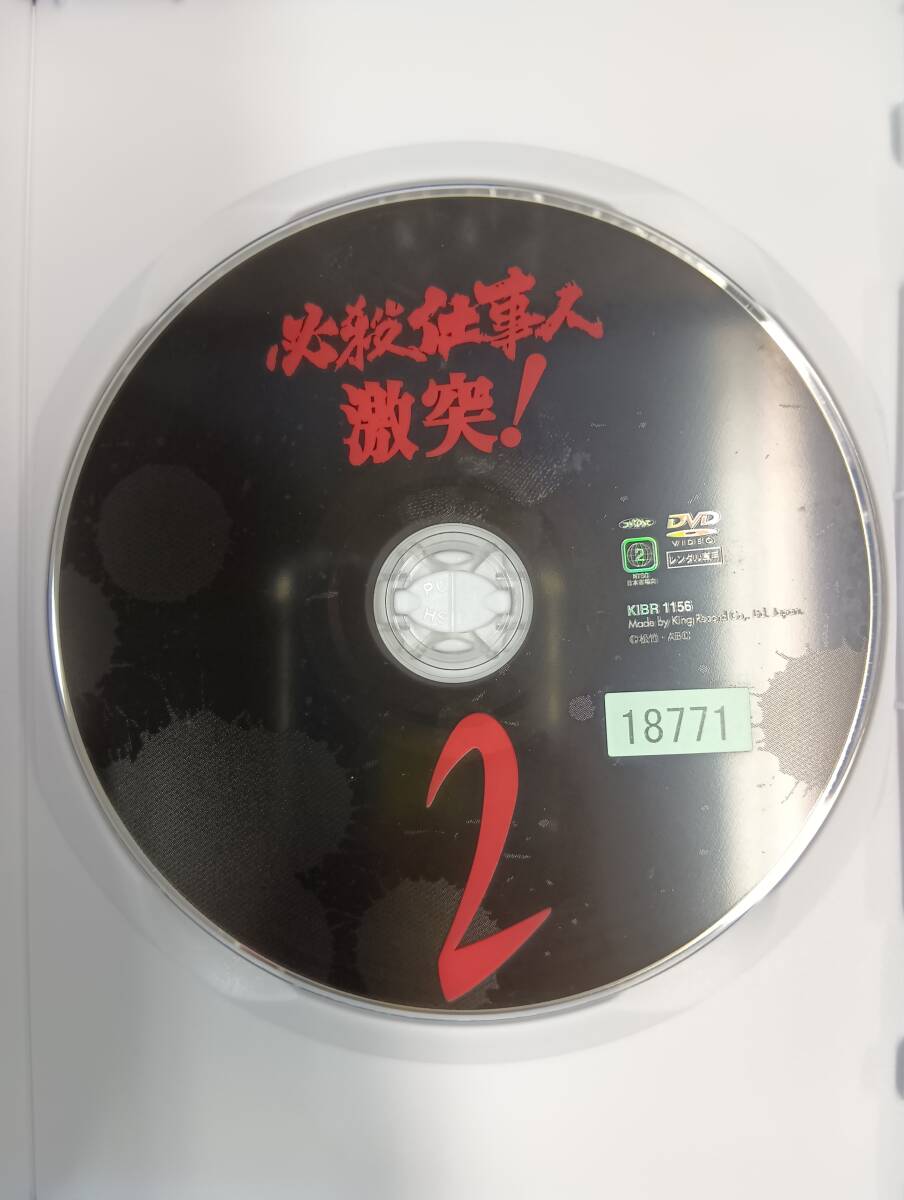 必殺仕事人
激突!
DVD
VIDEO
2
NTSC
日本市場向
レンタル専用
KIBR 1156
Made by King Record Co., Ltd. Japan.
©松竹・ABC
18771
2